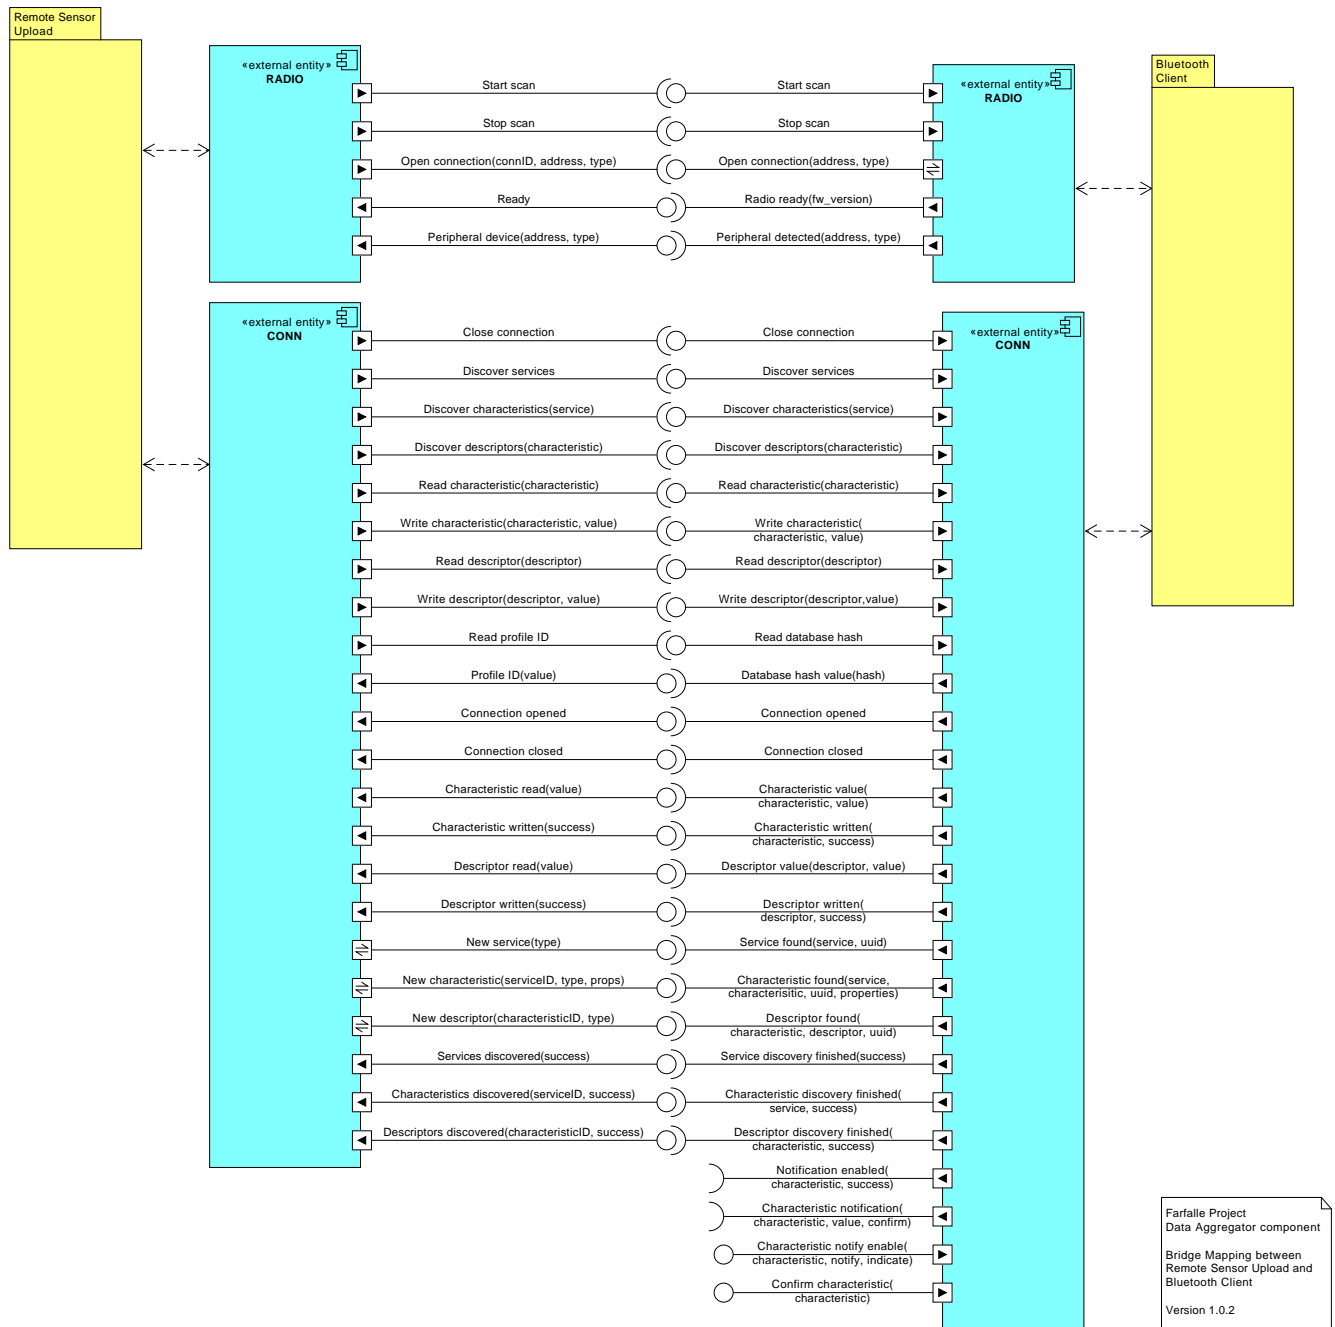 Remote Sensor
Upload
«external entity»
RADIO
Start scan
Stop scan
Open connection(connID, address, type)
Ready
Peripheral device(address, type)
Start scan
Stop scan
Open connection(address, type)
Radio ready(fw_version)
Peripheral detected(address, type)
«external entity»
RADIO
Bluetooth
Client
«external entity»
CONN
Close connection
Discover services
Discover characteristics(service)
Discover descriptors(characteristic)
Read characteristic(characteristic)
Write characteristic(characteristic, value)
Read descriptor(descriptor)
Write descriptor(descriptor, value)
Read profile ID
Profile ID(value)
Connection opened
Connection closed
Characteristic read(value)
Characteristic written(success)
Descriptor read(value)
Descriptor written(success)
New service(type)
New characteristic(serviceID, type, props)
New descriptor(characteristicID, type)
Services discovered(success)
Characteristics discovered(serviceID, success)
Descriptors discovered(characteristicID, success)
Close connection
Discover services
Discover characteristics(service)
Discover descriptors(characteristic)
Read characteristic(characteristic)
Write characteristic(
characteristic, value)
Read descriptor(descriptor)
Write descriptor(descriptor,value)
Read database hash
Database hash value(hash)
Connection opened
Connection closed
Characteristic value(
characteristic, value)
Characteristic written(
characteristic, success)
Descriptor value(descriptor, value)
Descriptor written(
descriptor, success)
Service found(service, uuid)
Characteristic found(service,
characterisitic, uuid, properties)
Descriptor found(
characteristic, descriptor, uuid)
Service discovery finished(success)
Characteristic discovery finished(
service, success)
Descriptor discovery finished(
characteristic, success)
Notification enabled(
characteristic, success)
Characteristic notification(
characteristic, value, confirm)
Characteristic notify enable(
characteristic, notify, indicate)
Confirm characteristic(
characteristic)
«external entity»
CONN
Farfalle Project
Data Aggregator component
Bridge Mapping between
Remote Sensor Upload and
Bluetooth Client
Version 1.0.2